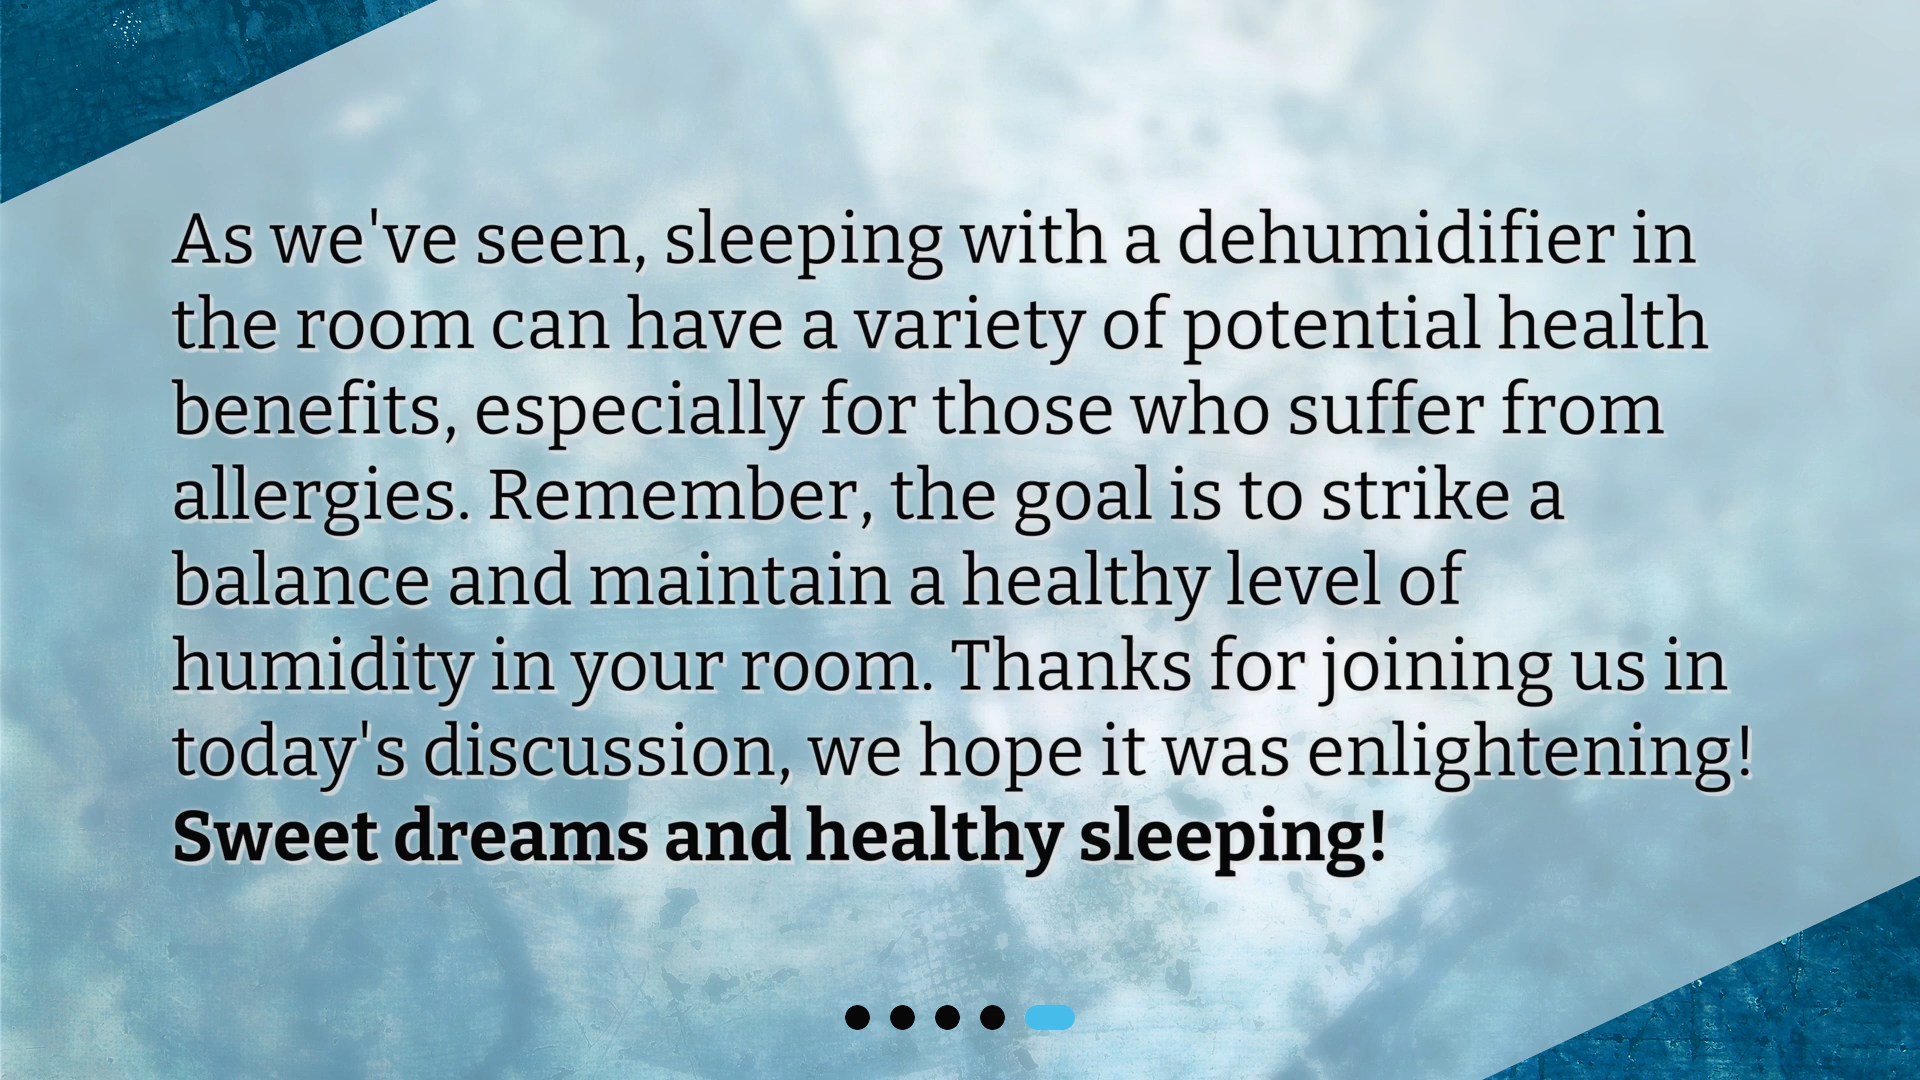 As we've seen, sleeping with a dehumidifier in
the room can have a variety of potential health
benefits, especially for those who suffer from
allergies. Remember, the goal is to strike a
balance and maintain a healthy level of
humidity in your room. Thanks for joining us in
today's discussion, we hope it was enlightening!
Sweet dreams and healthy sleeping!